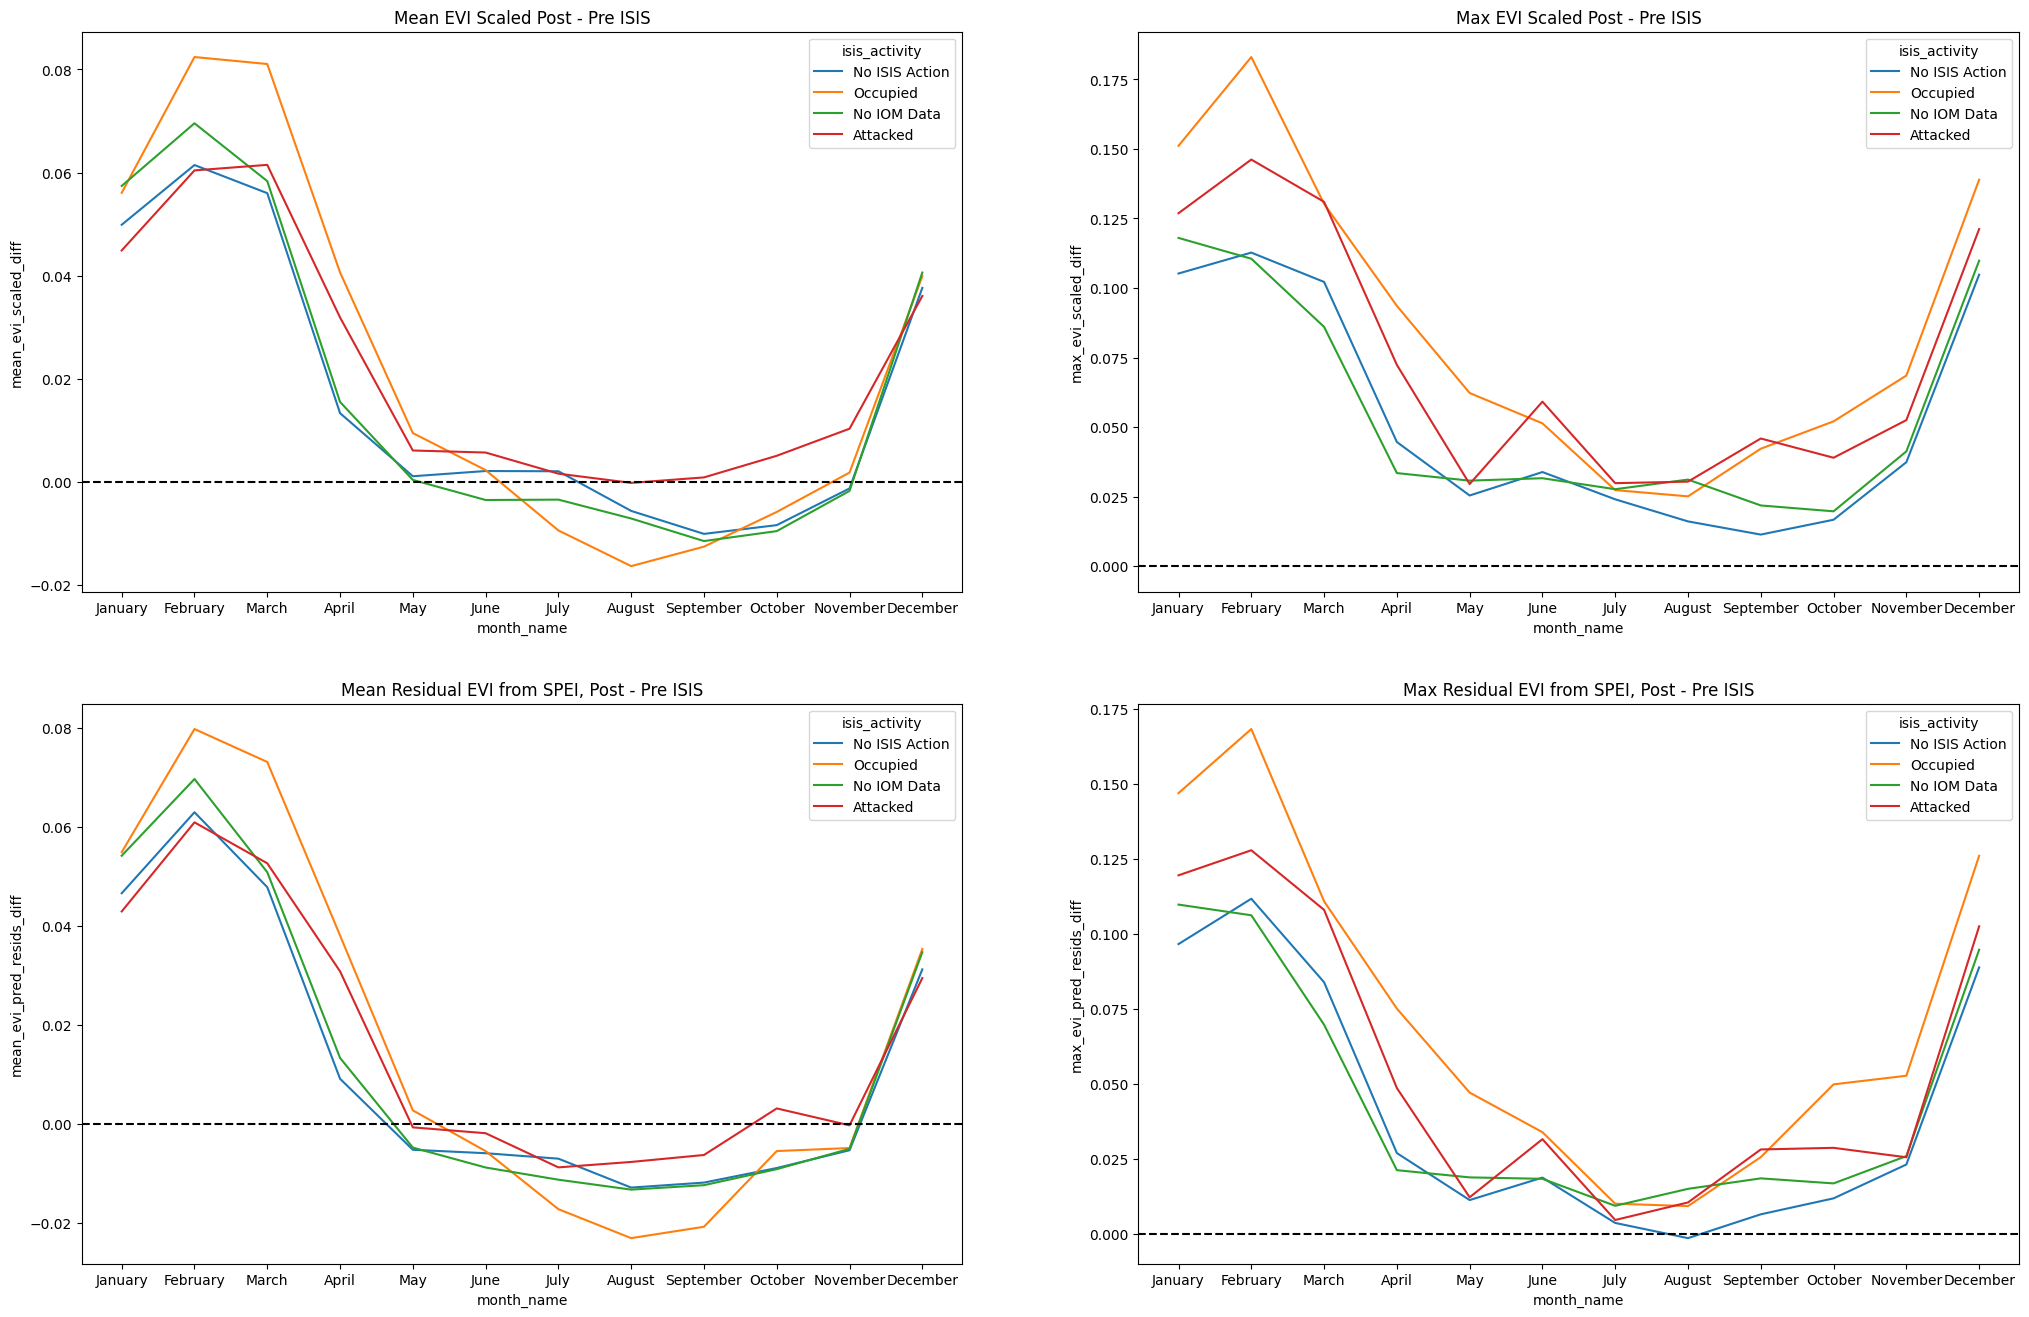 Mean EVI Scaled Post - Pre ISIS
mean_evi_scaled_diff
0.08
0.06
0.04
0.02
0.00
−0.02
January February March April May June July August September October November December
month_name
isis_activity
No ISIS Action
Occupied
No IOM Data
Attacked
Max EVI Scaled Post - Pre ISIS
max_evi_scaled_diff
0.175
0.150
0.125
0.100
0.075
0.050
0.025
0.000
January February March April May June July August September October November December
month_name
isis_activity
No ISIS Action
Occupied
No IOM Data
Attacked
Mean Residual EVI from SPEI, Post - Pre ISIS
mean_evi_pred_resids_diff
0.08
0.06
0.04
0.02
0.00
−0.02
January February March April May June July August September October November December
month_name
isis_activity
No ISIS Action
Occupied
No IOM Data
Attacked
Max Residual EVI from SPEI, Post - Pre ISIS
max_evi_pred_resids_diff
0.175
0.150
0.125
0.100
0.075
0.050
0.025
0.000
January February March April May June July August September October November December
month_name
isis_activity
No ISIS Action
Occupied
No IOM Data
Attacked